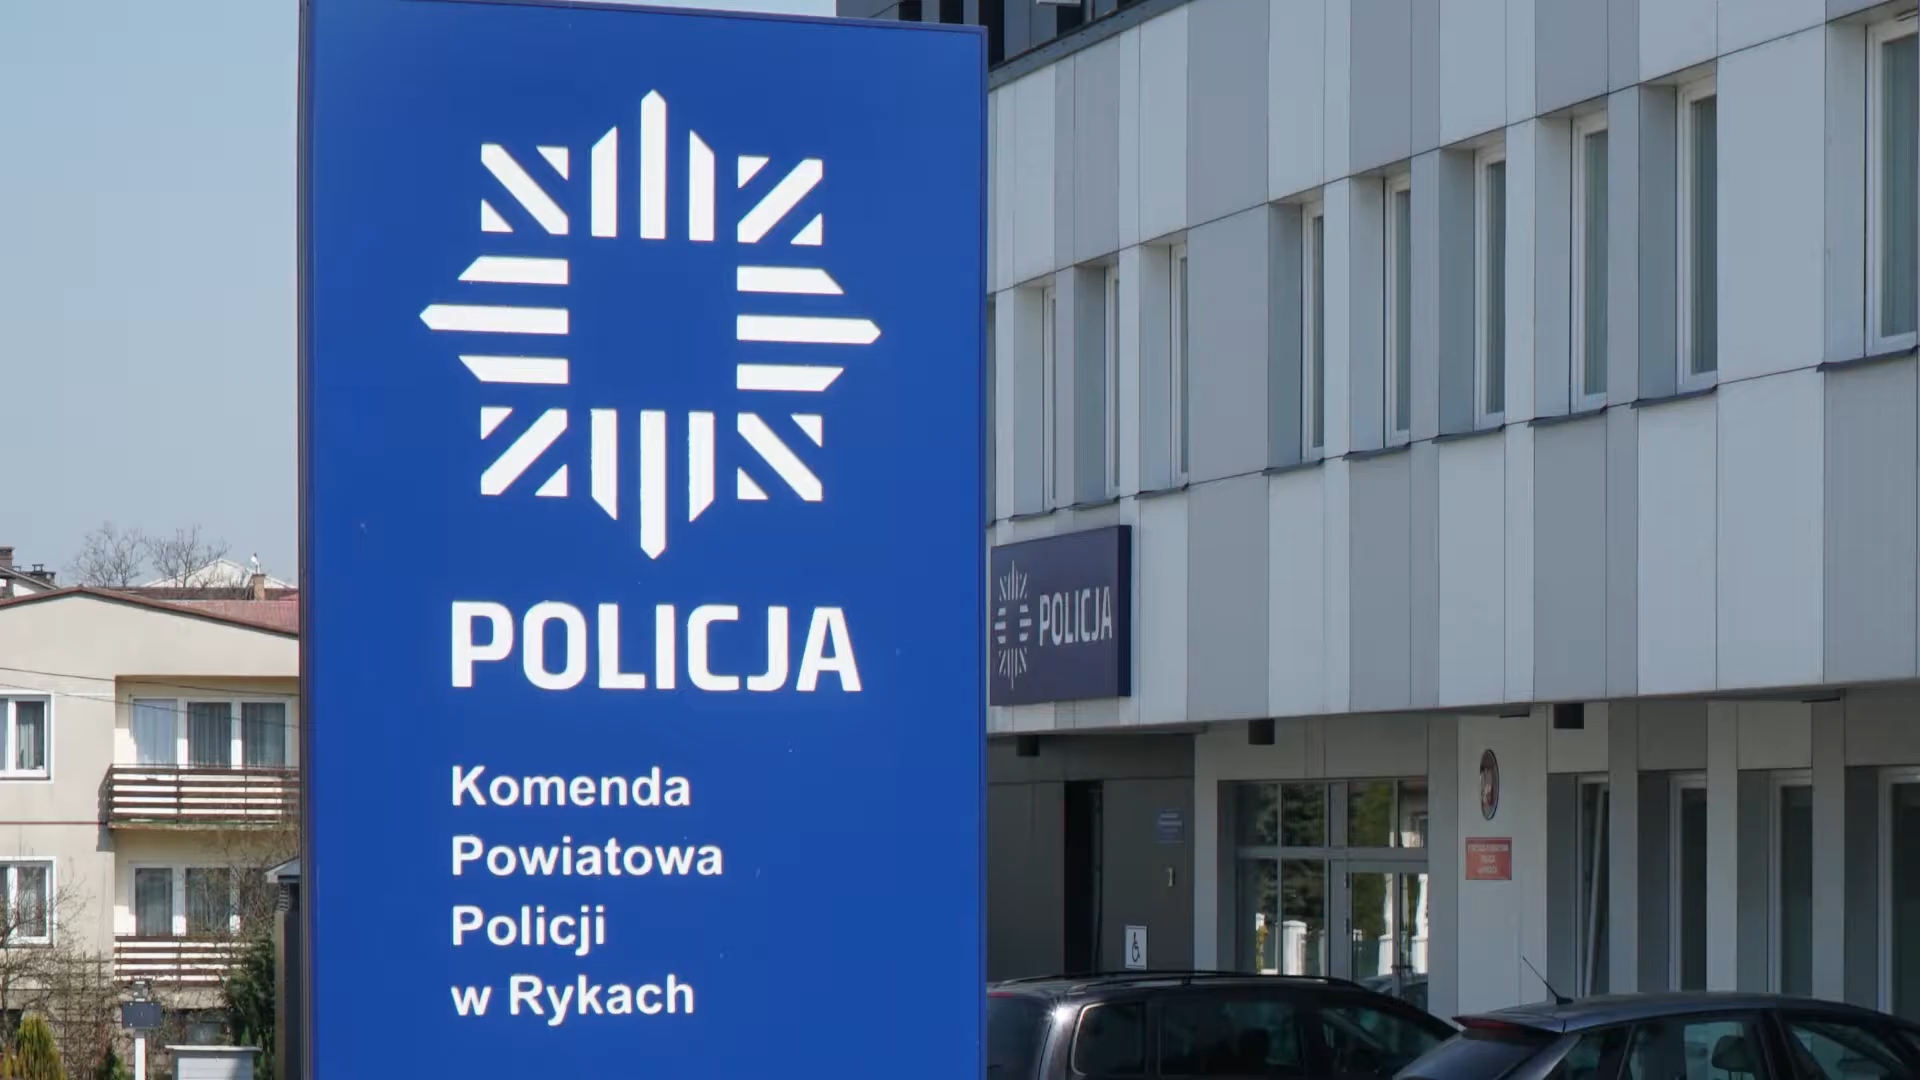 POLICJA
Komenda
Powiatowa
Policji
w Rykach
POLICJA